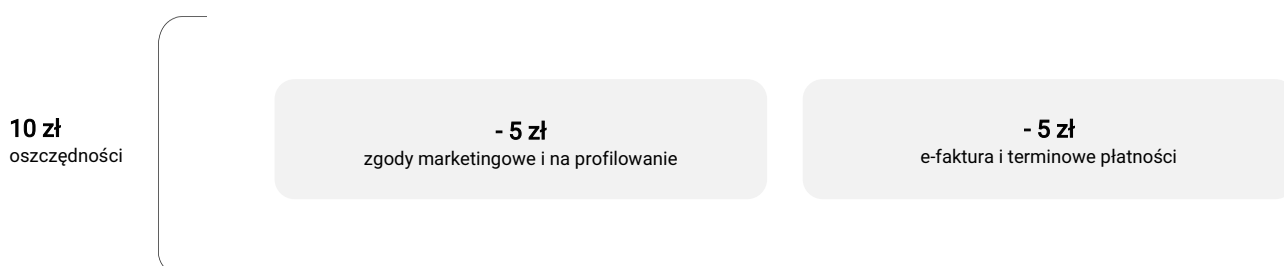 10 zł
oszczędności
- 5 zł
zgody marketingowe i na profilowanie
- 5 zł
e-faktura i terminowe płatności